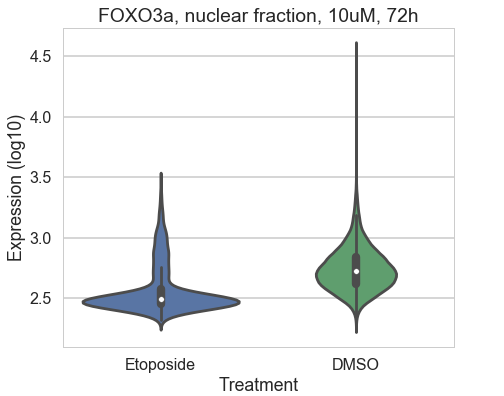 FOXO3a, nuclear fraction, 10uM, 72h
Expression (log10)
4.5
4.0
3.5
3.0
2.5
Etoposide
DMSO
Treatment